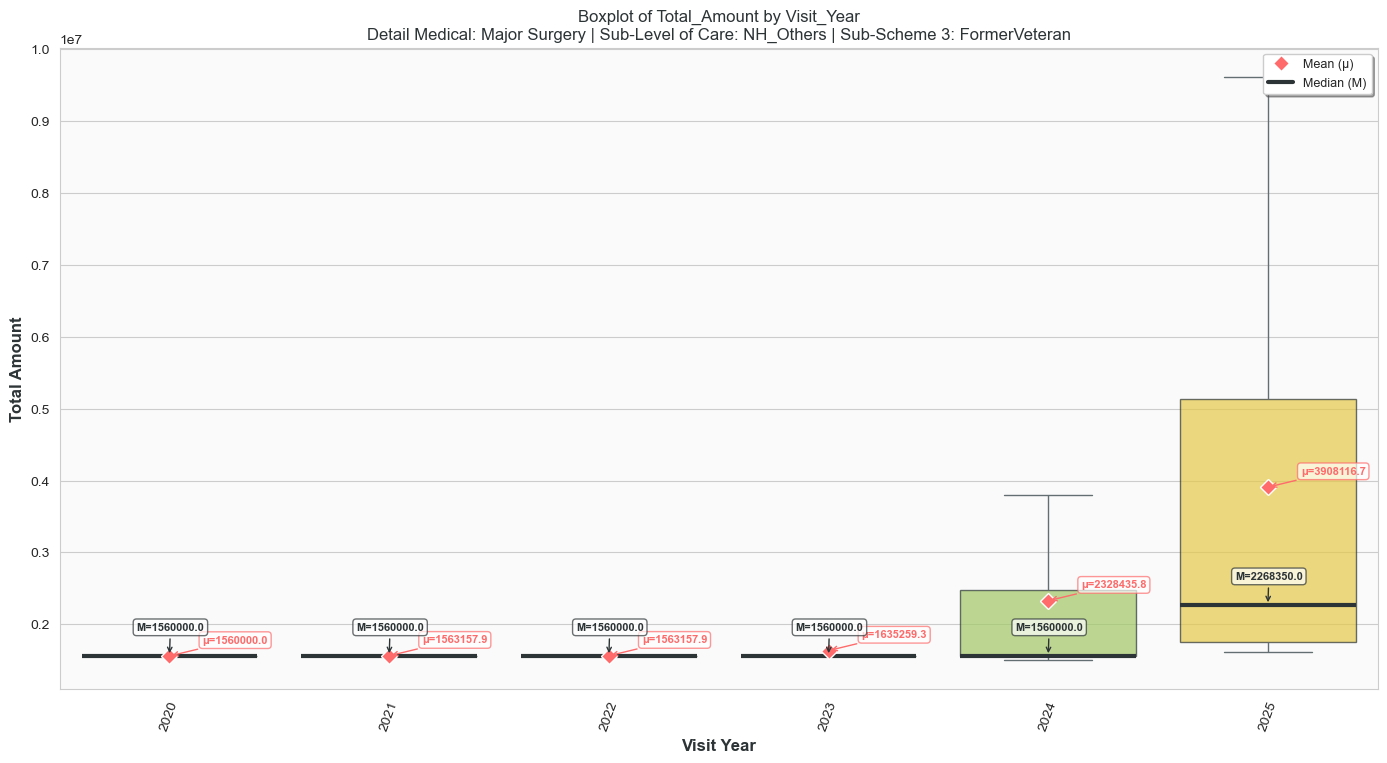 Boxplot of Total_Amount by Visit_Year
Detail Medical: Major Surgery | Sub-Level of Care: NH_Others | Sub-Scheme 3: FormerVeteran
1e7
Mean (μ)
Median (M)
1.0
0.9
0.8
0.7
0.6
0.5
0.4
0.3
0.2
Total Amount
M=1560000.0
μ=1560000.0
M=1560000.0
μ=1563157.9
M=1560000.0
μ=1563157.9
M=1560000.0
μ=1635259.3
M=1560000.0
μ=2328435.8
M=2268350.0
μ=3908116.7
2020
2021
2022
2023
2024
2025
Visit Year